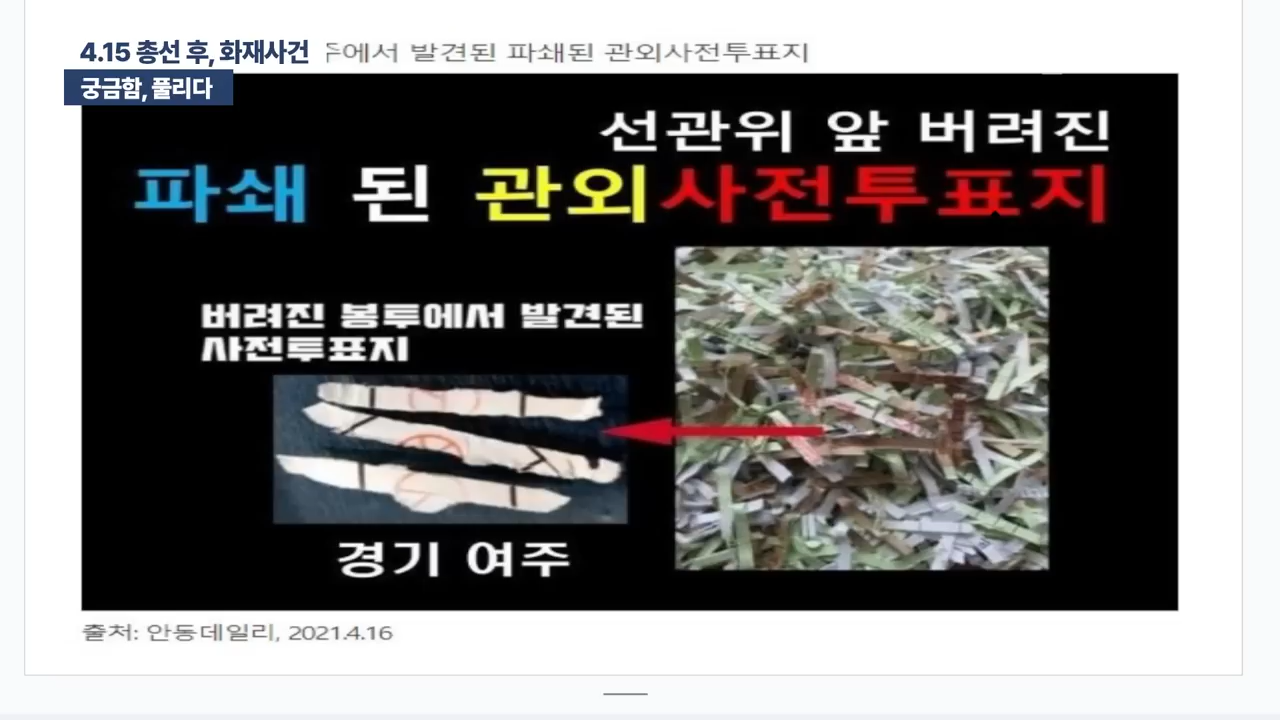 4.15 총선 후, 화재사건
에서 발견된 파쇄된 관외사전투표지
궁금함, 풀리다
선관위 앞 버려진
파쇄 된 관외사전투표지
버려진 봉투에서 발견된
사전투표지
경기 여주
출처: 안동데일리, 2021.4.16